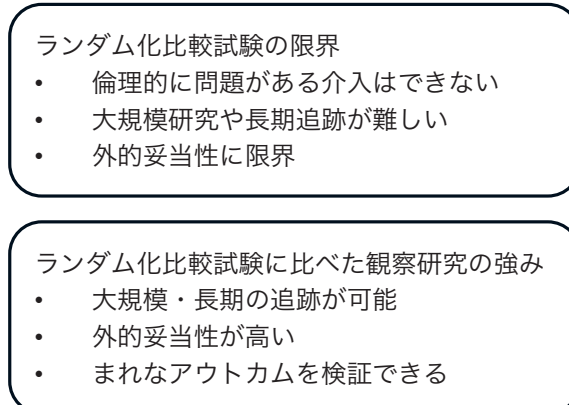 ランダム化比較試験の限界
• 倫理的に問題がある介入はできない
• 大規模研究や長期追跡が難しい
• 外的妥当性に限界
ランダム化比較試験に比べた観察研究の強み
• 大規模・長期の追跡が可能
• 外的妥当性が高い
• まれなアウトカムを検証できる